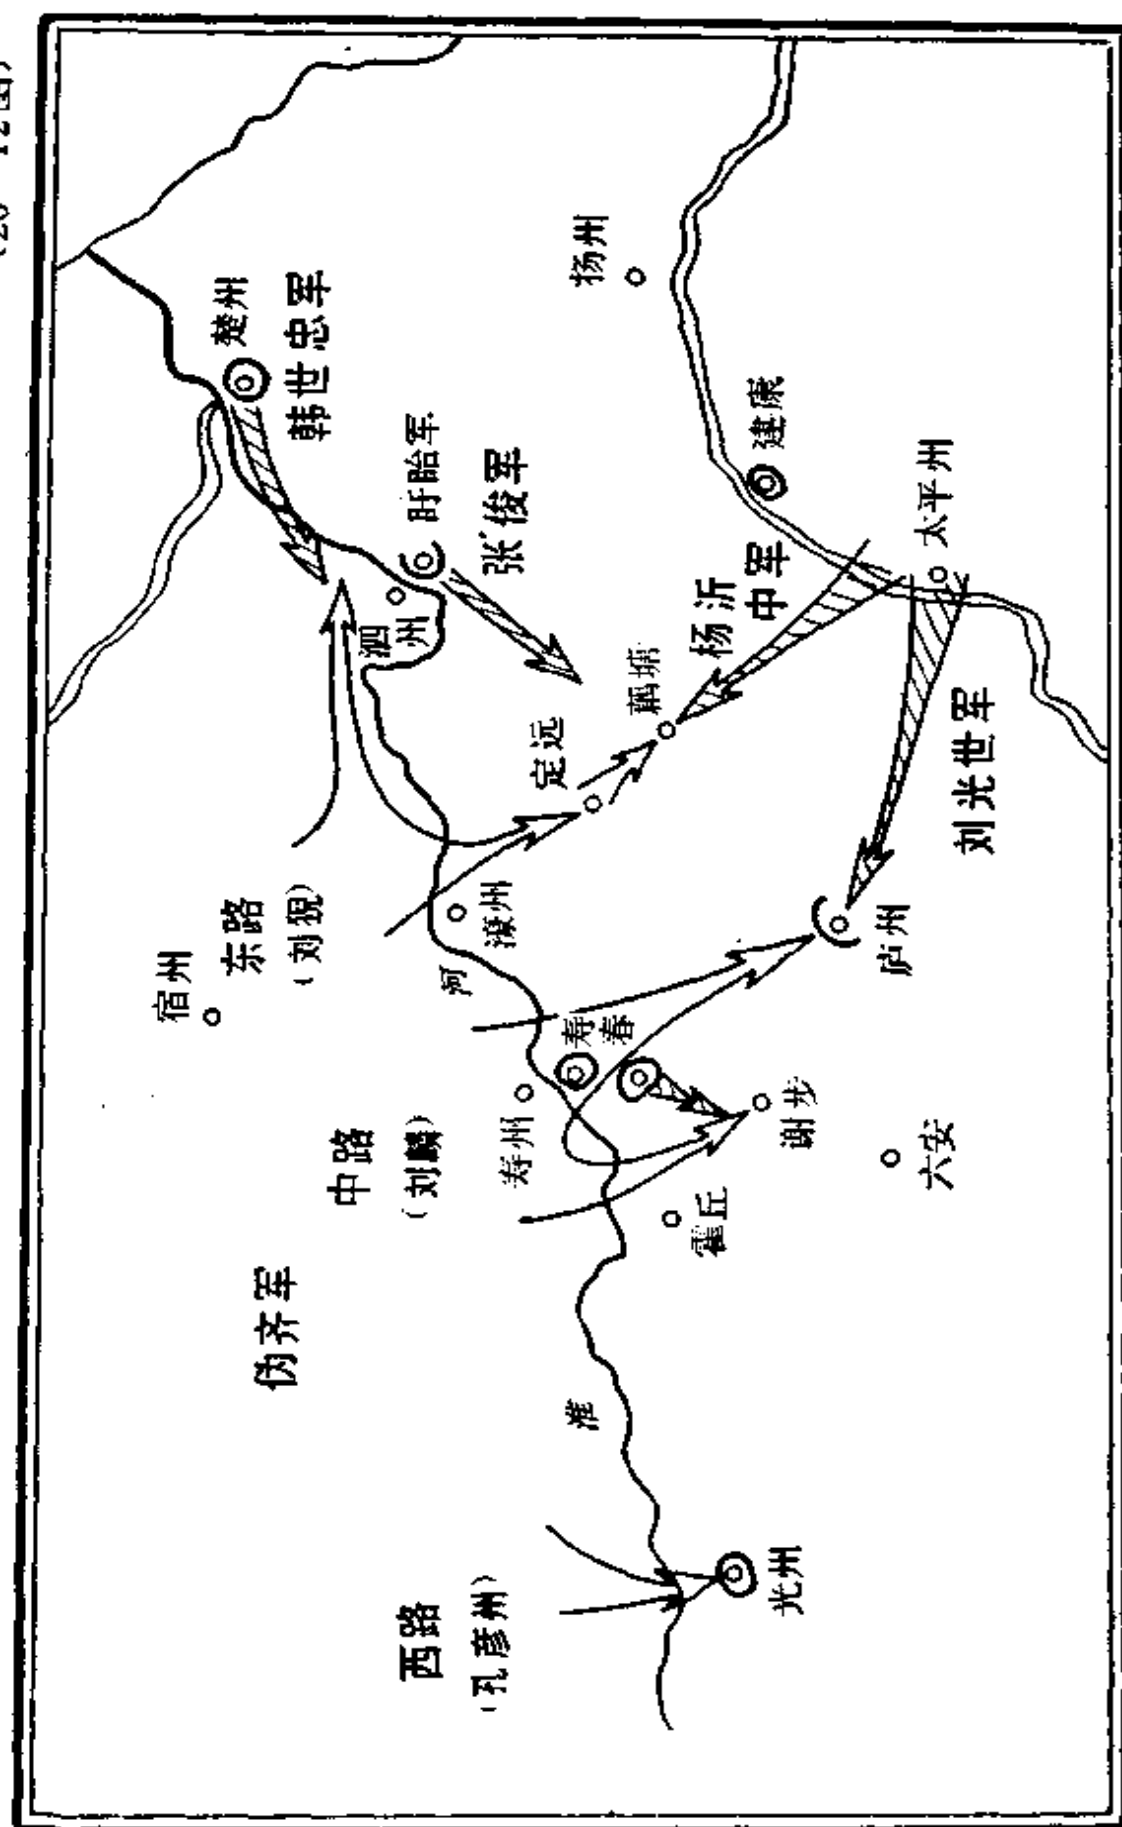 楚州
韩世忠军
扬州
盱眙军
张俊军
泗州
建康
太平州
杨沂
中军
藕塘
定远
刘光世军
东路
(刘猊)
濠州
宿州
河
庐州
寿春
寿州
中路
(刘麟)
谢步
六安
霍丘
伪齐军
淮
西路
(孔彦州)
光州